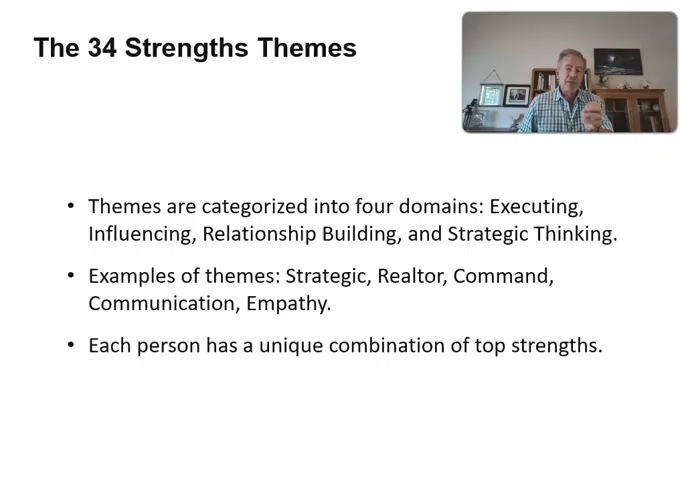 The 34 Strengths Themes
• Themes are categorized into four domains: Executing,
Influencing, Relationship Building, and Strategic Thinking.
• Examples of themes: Strategic, Realtor, Command,
Communication, Empathy.
• Each person has a unique combination of top strengths.